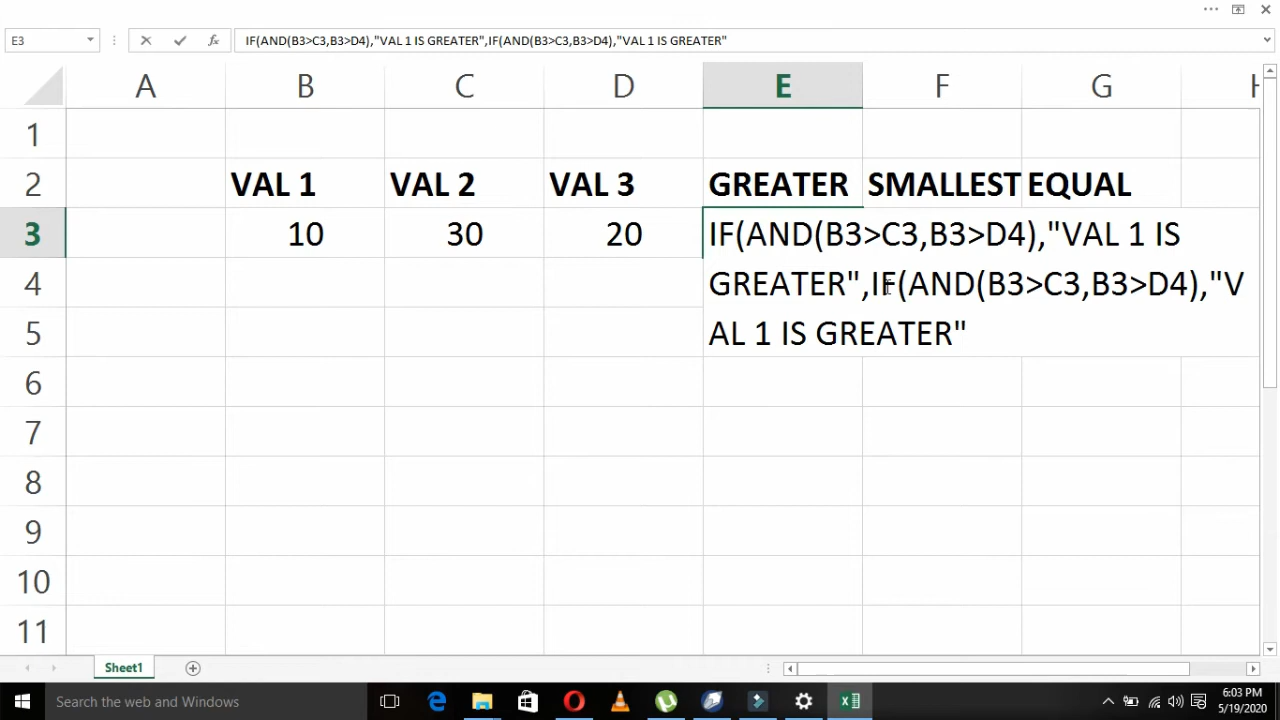 E3 IF(AND(B3>C3,B3>D4),"VAL 1 IS GREATER",IF(AND(B3>C3,B3>D4),"VAL 1 IS GREATER"
A B C D E F G H
1
2 VAL 1 VAL 2 VAL 3 GREATER SMALLEST EQUAL
3 10 30 20 IF(AND(B3>C3,B3>D4),"VAL 1 IS
4 GREATER",IF(AND(B3>C3,B3>D4),"V
5 AL 1 IS GREATER"
6
7
8
9
10
11
Sheet1
Search the web and Windows
6:03 PM
5/19/2020